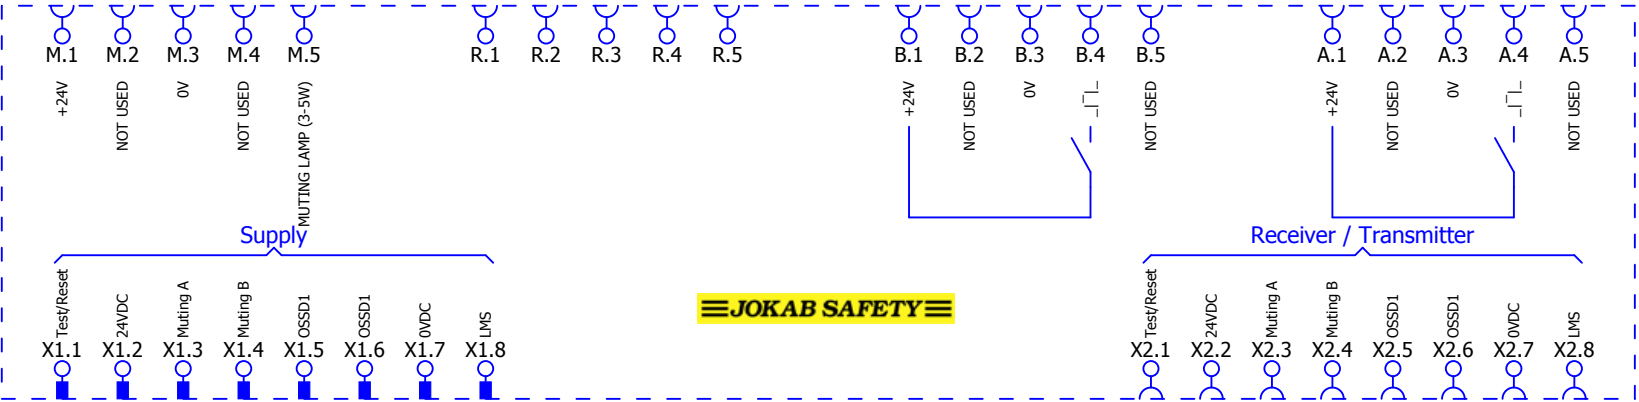 M.1 M.2 M.3 M.4 M.5 R.1 R.2 R.3 R.4 R.5 B.1 B.2 B.3 B.4 B.5 A.1 A.2 A.3 A.4 A.5
+24V
NOT USED
0V
NOT USED
MUTING LAMP (3-5W)
+24V
NOT USED
0V
_|‾|_
NOT USED
+24V
NOT USED
0V
_|‾|_
NOT USED
Supply
Receiver / Transmitter
Test/Reset
24VDC
Muting A
Muting B
OSSD1
OSSD1
0VDC
LMS
JOKAB SAFETY
Test/Reset
24VDC
Muting A
Muting B
OSSD1
OSSD1
0VDC
LMS
X1.1 X1.2 X1.3 X1.4 X1.5 X1.6 X1.7 X1.8 X2.1 X2.2 X2.3 X2.4 X2.5 X2.6 X2.7 X2.8